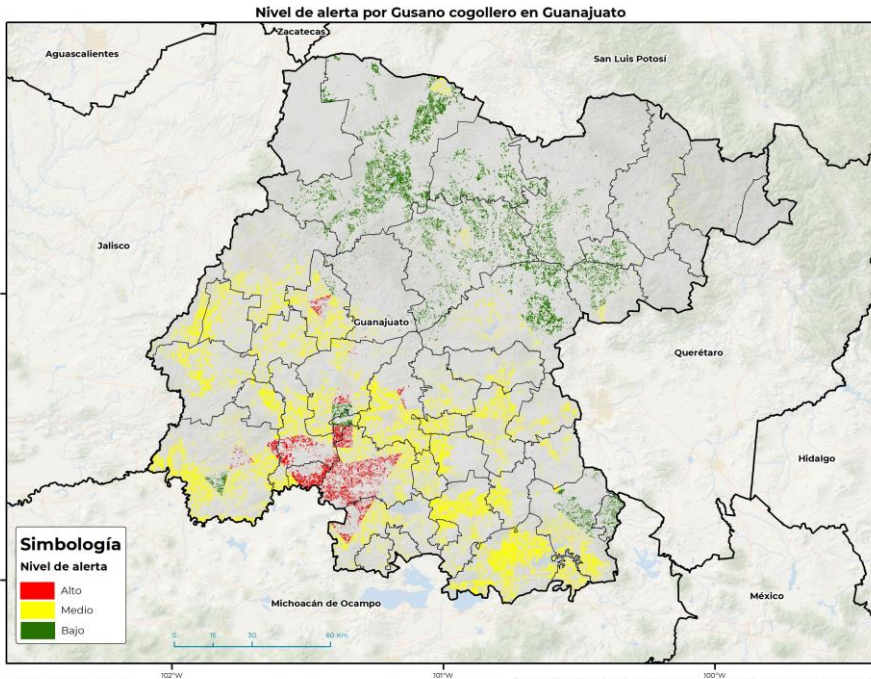 Nivel de alerta por Gusano cogollero en Guanajuato
Zacatecas
Aguascalientes
San Luis Potosí
Jalisco
Guanajuato
Querétaro
Hidalgo
Simbología
Nivel de alerta
Alto
Medio
Bajo
Michoacán de Ocampo
México
0 15 30 60 Km
102°W 101°W 100°W